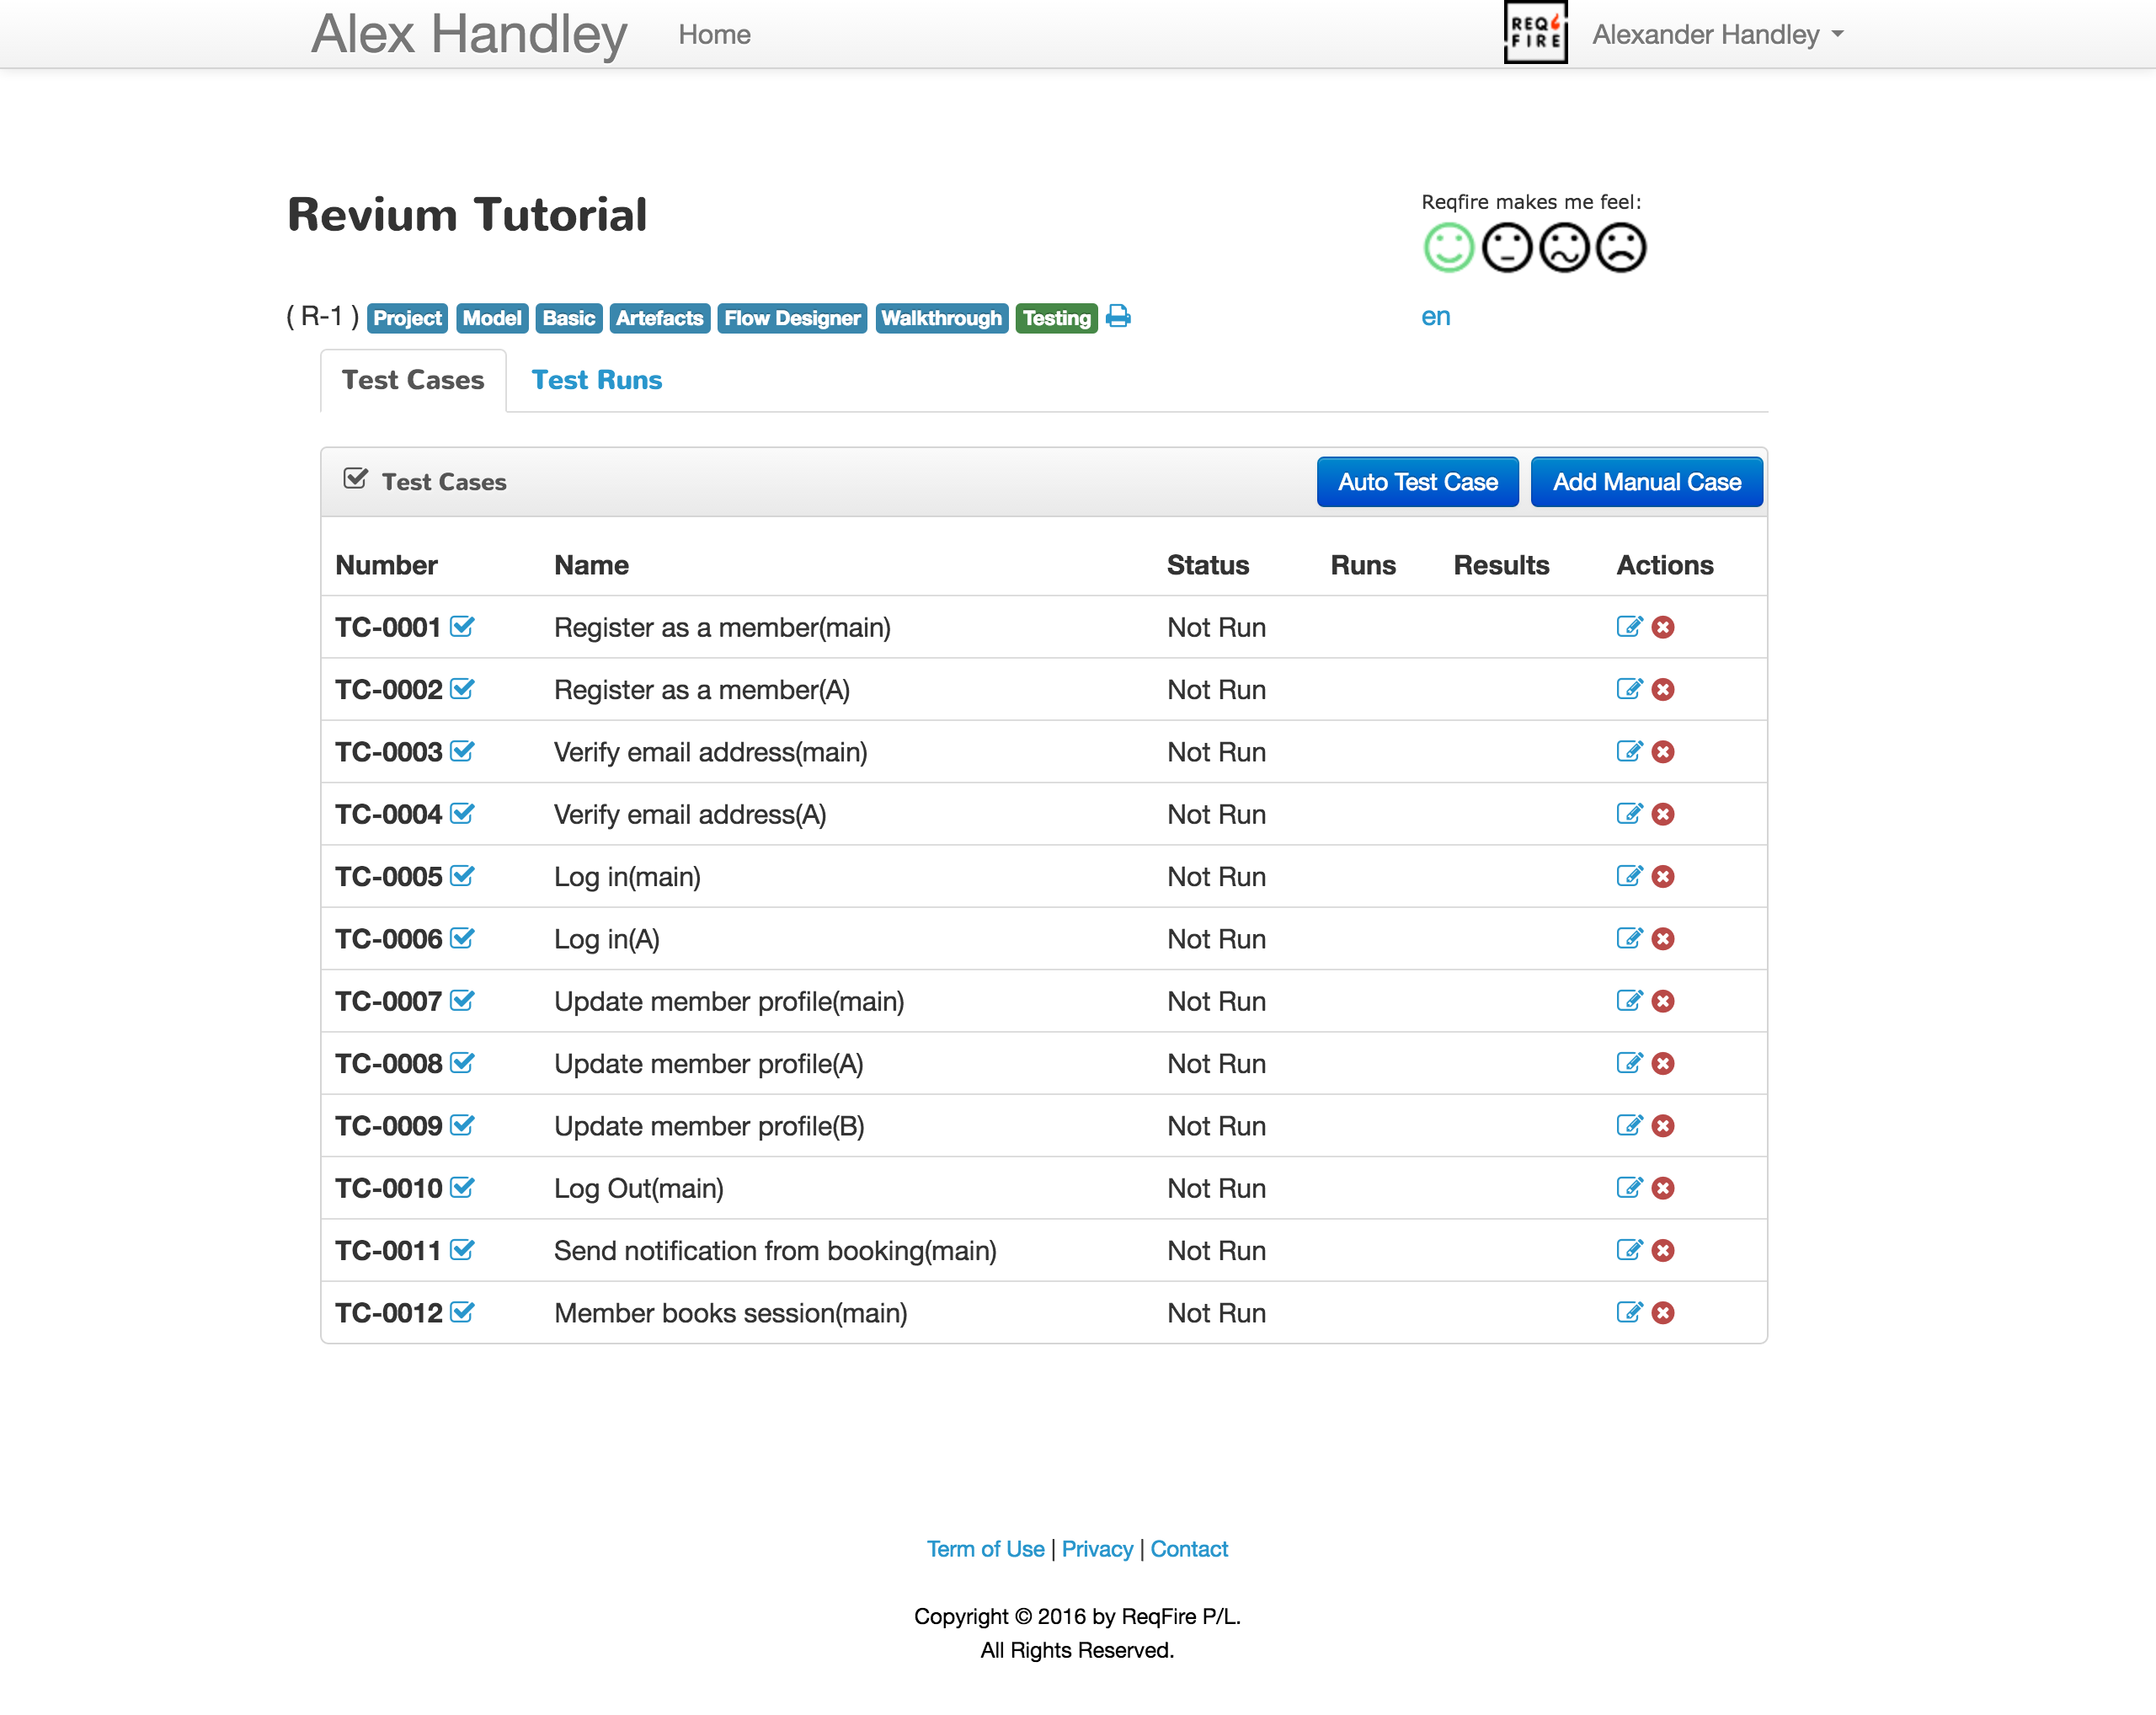 Alex Handley Home REQ FIRE Alexander Handley
Revium Tutorial
Reqfire makes me feel:
( R-1 ) Project Model Basic Artefacts Flow Designer Walkthrough Testing en
Test Cases Test Runs
Test Cases Auto Test Case Add Manual Case
Number Name Status Runs Results Actions
TC-0001 Register as a member(main) Not Run
TC-0002 Register as a member(A) Not Run
TC-0003 Verify email address(main) Not Run
TC-0004 Verify email address(A) Not Run
TC-0005 Log in(main) Not Run
TC-0006 Log in(A) Not Run
TC-0007 Update member profile(main) Not Run
TC-0008 Update member profile(A) Not Run
TC-0009 Update member profile(B) Not Run
TC-0010 Log Out(main) Not Run
TC-0011 Send notification from booking(main) Not Run
TC-0012 Member books session(main) Not Run
Term of Use | Privacy | Contact
Copyright © 2016 by ReqFire P/L.
All Rights Reserved.